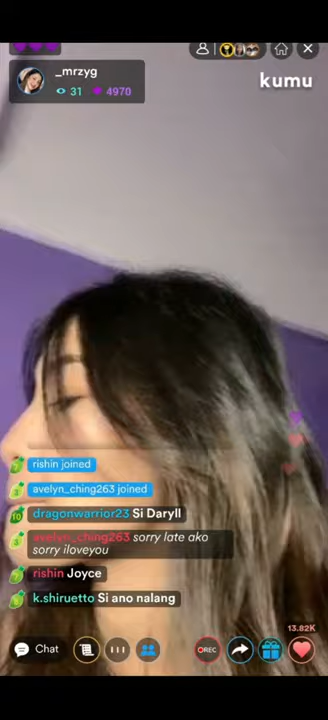 _mrzyg
31 4970
kumu
rishin joined
avelyn_ching263 joined
dragonwarrior23 Si Daryll
avelyn_ching263 sorry late ako
sorry iloveyou
rishin Joyce
k.shiruetto Si ano nalang
13.82K
Chat
REC